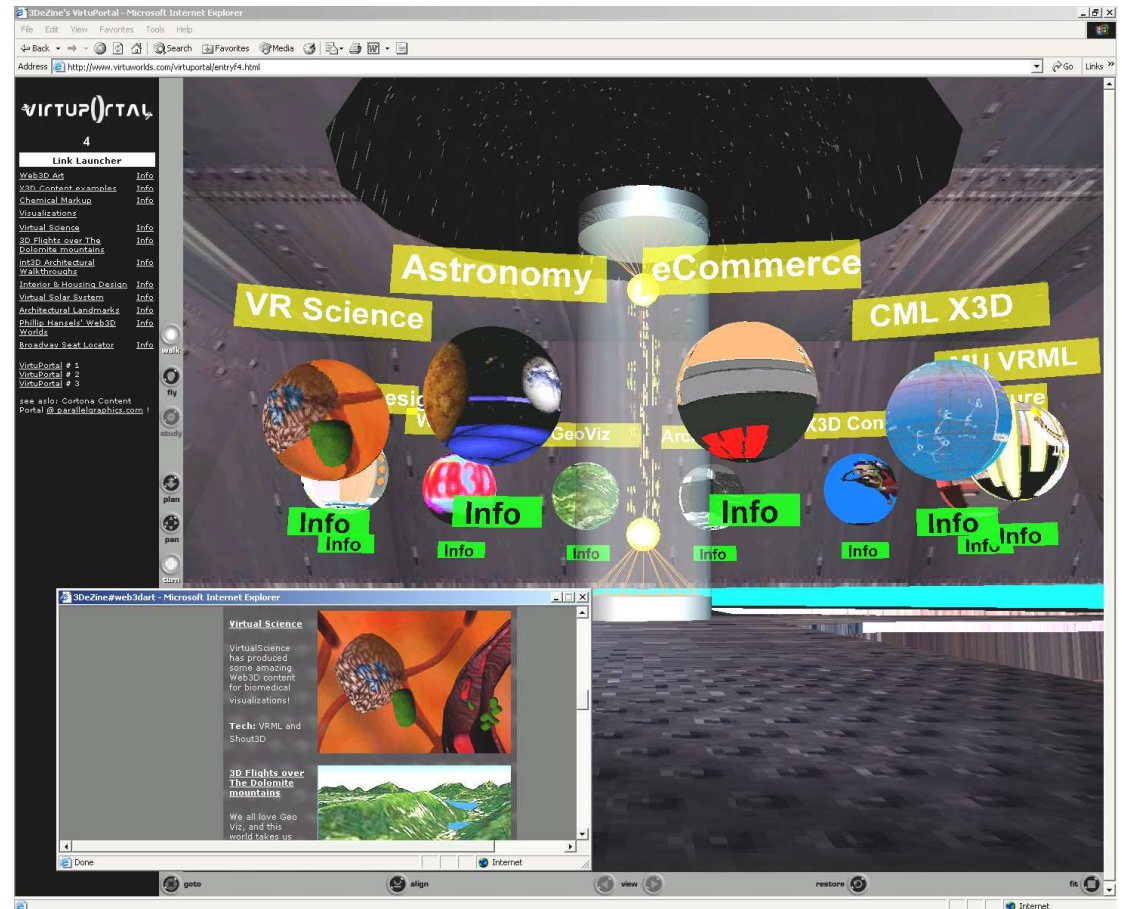 3DeZine's VirtuPortal - Microsoft Internet Explorer
File Edit View Favorites Tools Help
Back Search Favorites Media
Address http://www.virtuworlds.com/virtuportal/entryf4.html Go Links »
VIRTUPORTAL
4
Link Launcher
Web3D Art Info
X3D Content examples Info
Chemical Markup Info
Visualizations
Virtual Science Info
3D Flights over The Info
Dolomite mountains
int3D Architectural Info
Walkthroughs
Interior & Housing Design Info
Virtual Solar System Info
Architectural Landmarks Info
Phillip Hansels' Web3D Info
Worlds
Broadway Seat Locator Info
VirtuPortal # 1
VirtuPortal # 2
VirtuPortal # 3
see aslo: Cortona Content
Portal @ parallelgraphics.com !
walk
fly
study
plan
pan
turn
Astronomy eCommerce
VR Science CML X3D
MU VRML
GeoViz X3D Con
Info Info Info Info Info
Info Info Info Info Info Info
3DeZine#web3dart - Microsoft Internet Explorer
Virtual Science
VirtualScience
has produced
some amazing
Web3D content
for biomedical
visualizations!
Tech: VRML and
Shout3D
3D Flights over
The Dolomite
mountains
We all love Geo
Viz, and this
world takes us
Done Internet
goto align view restore fit
Internet